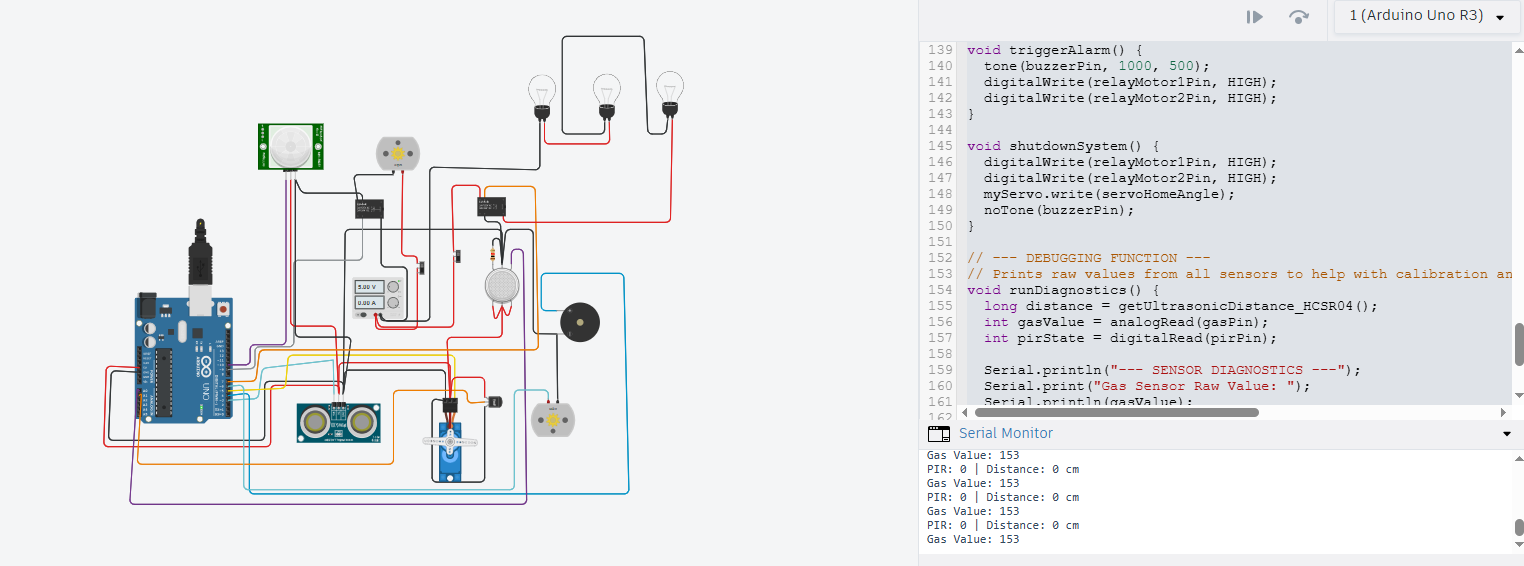 1 (Arduino Uno R3)
139 void triggerAlarm() {
140   tone(buzzerPin, 1000, 500);
141   digitalWrite(relayMotor1Pin, HIGH);
142   digitalWrite(relayMotor2Pin, HIGH);
143 }
144
145 void shutdownSystem() {
146   digitalWrite(relayMotor1Pin, HIGH);
147   digitalWrite(relayMotor2Pin, HIGH);
148   myServo.write(servoHomeAngle);
149   noTone(buzzerPin);
150 }
151
152 // --- DEBUGGING FUNCTION ---
153 // Prints raw values from all sensors to help with calibration an
154 void runDiagnostics() {
155   long distance = getUltrasonicDistance_HCSR04();
156   int gasValue = analogRead(gasPin);
157   int pirState = digitalRead(pirPin);
158
159   Serial.println("--- SENSOR DIAGNOSTICS ---");
160   Serial.print("Gas Sensor Raw Value: ");
161   Serial.println(gasValue);
162
Serial Monitor
Gas Value: 153
PIR: 0 | Distance: 0 cm
Gas Value: 153
PIR: 0 | Distance: 0 cm
Gas Value: 153
PIR: 0 | Distance: 0 cm
Gas Value: 153
5.00 V
0.00 A
UNO
ARDUINO